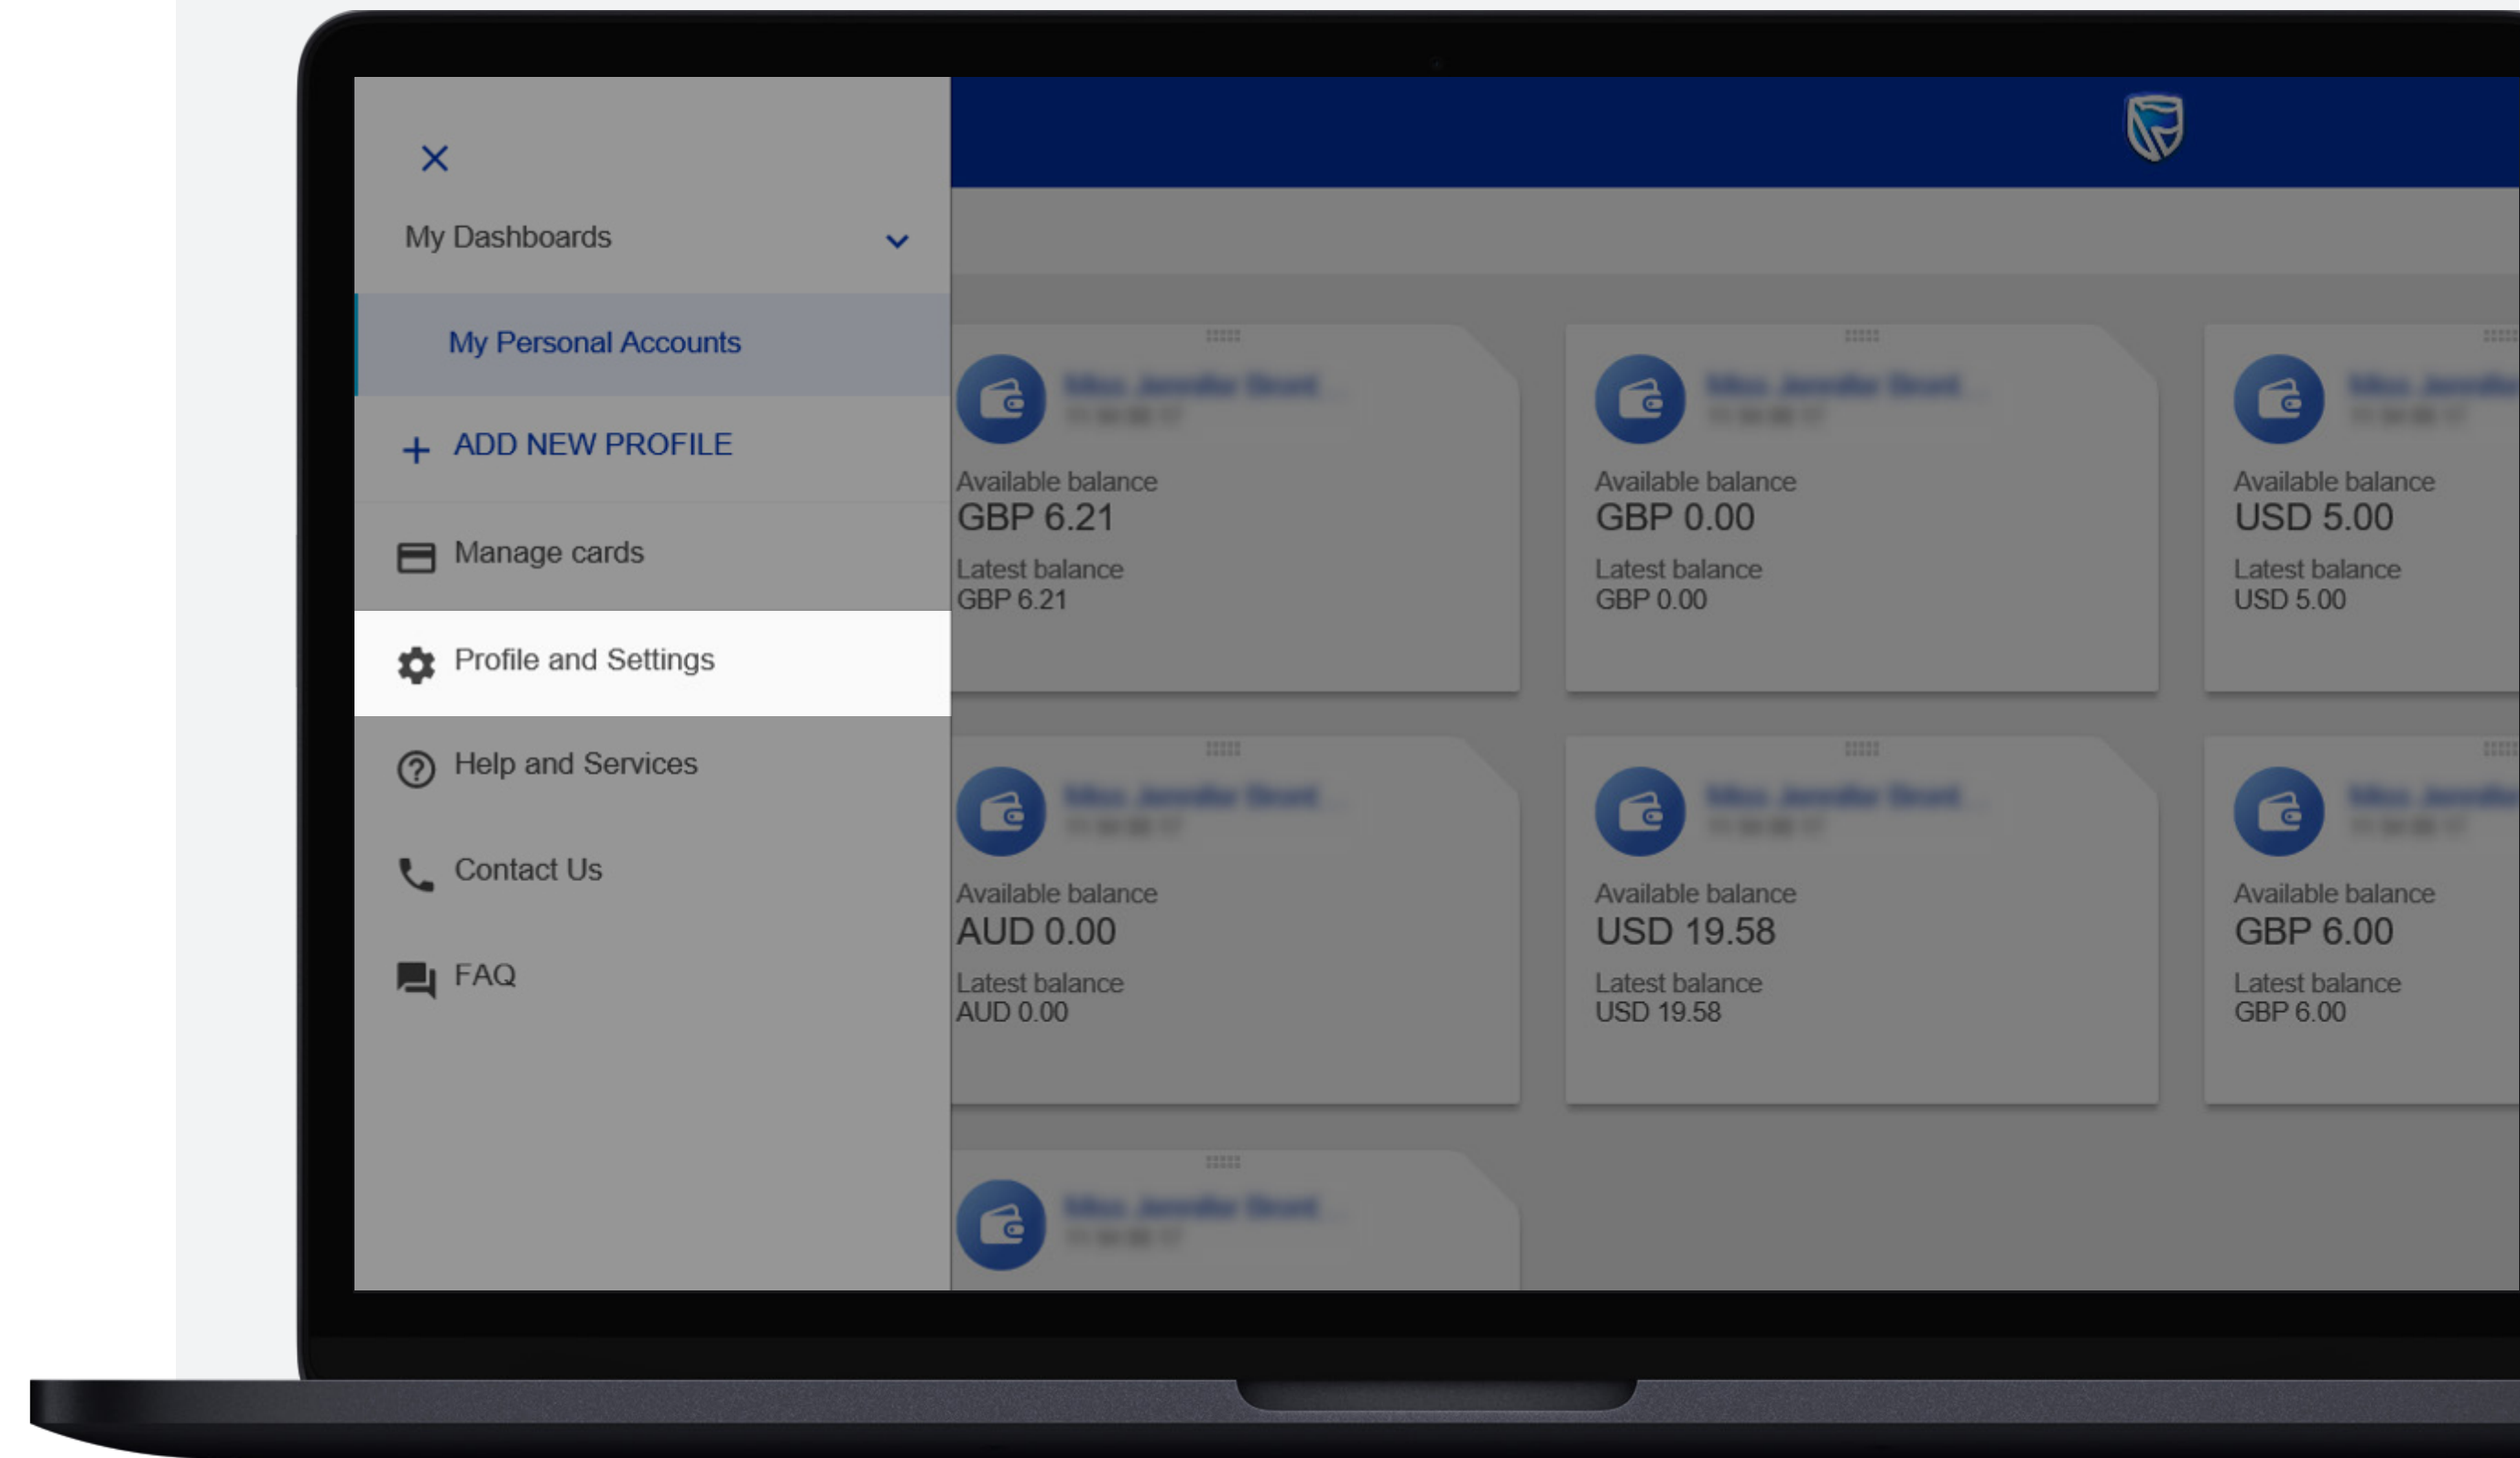 My Dashboards
My Personal Accounts
ADD NEW PROFILE
Manage cards
Profile and Settings
Help and Services
Contact Us
FAQ
Available balance
GBP 6.21
Latest balance
GBP 6.21
Available balance
GBP 0.00
Latest balance
GBP 0.00
Available balance
USD 5.00
Latest balance
USD 5.00
Available balance
AUD 0.00
Latest balance
AUD 0.00
Available balance
USD 19.58
Latest balance
USD 19.58
Available balance
GBP 6.00
Latest balance
GBP 6.00